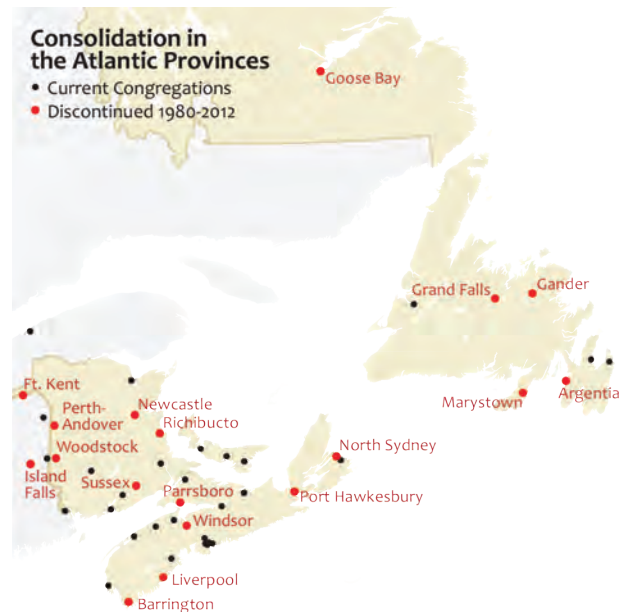 Consolidation in
the Atlantic Provinces
Current Congregations
Discontinued 1980-2012
Goose Bay
Grand Falls
Gander
Argentia
Marystown
Ft. Kent
Perth-
Andover
Newcastle
Richibucto
Woodstock
Island
Falls
Sussex
Parrsboro
North Sydney
Port Hawkesbury
Windsor
Liverpool
Barrington